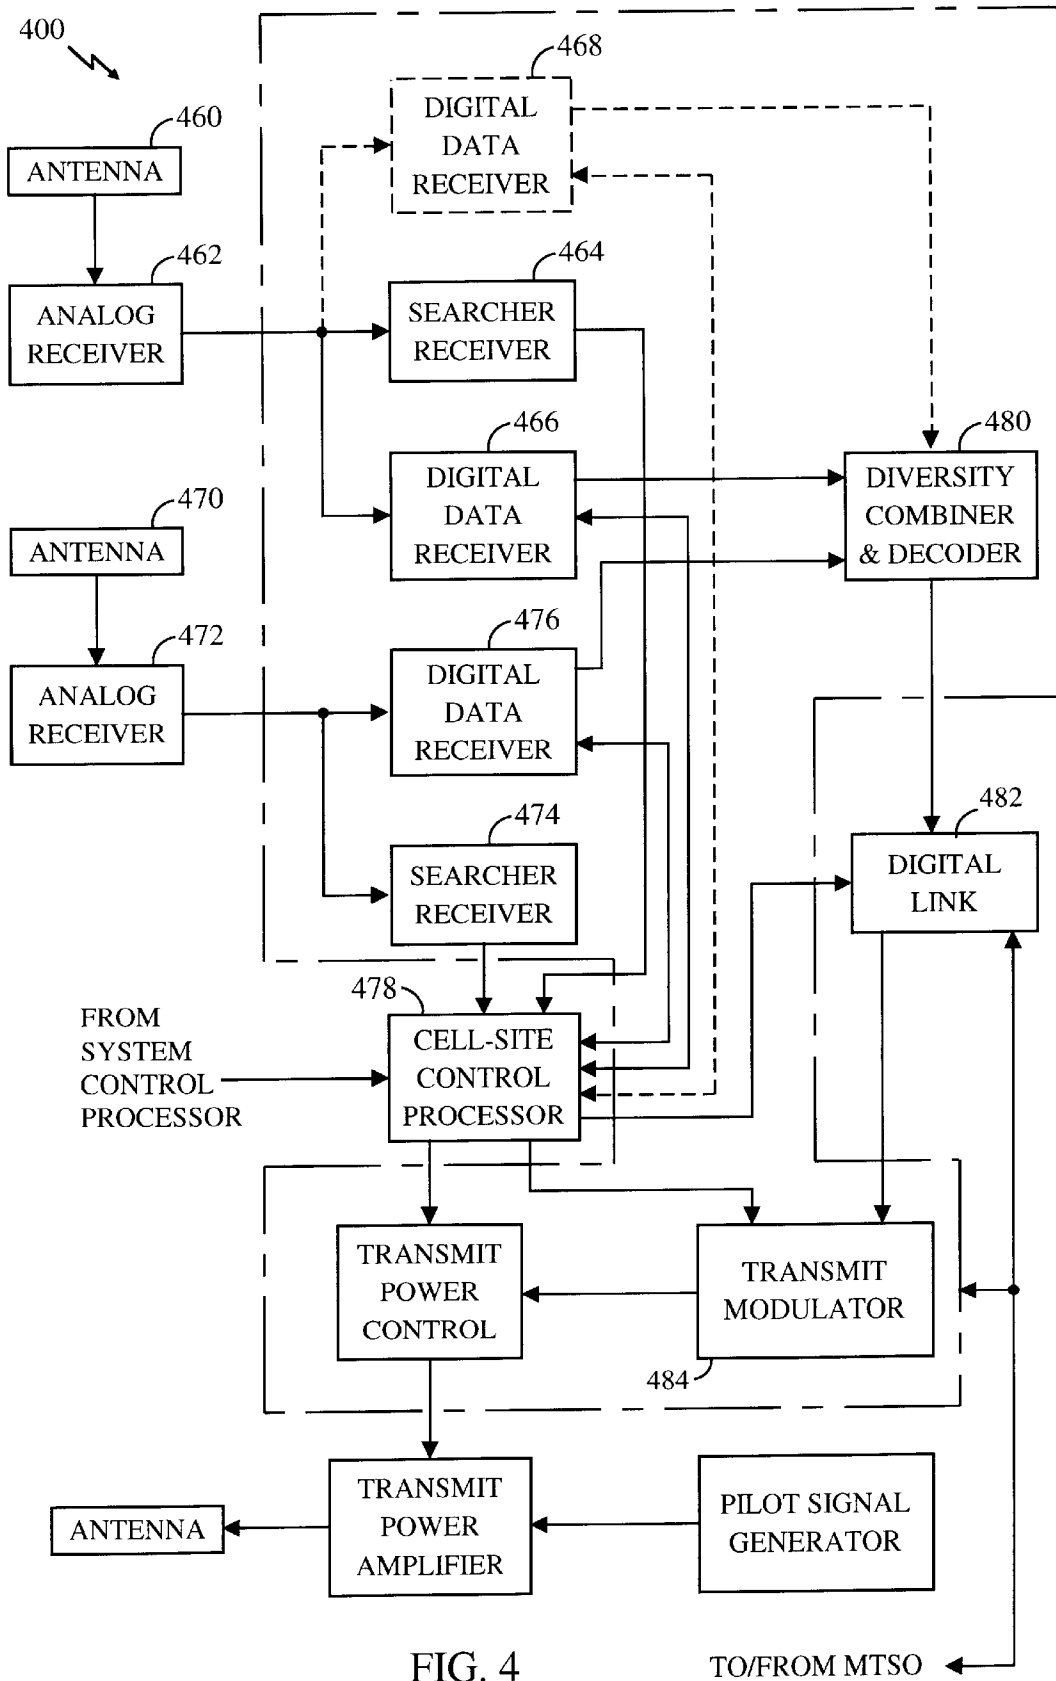 400
468
DIGITAL
DATA
RECEIVER
460
ANTENNA
462
ANALOG
RECEIVER
464
SEARCHER
RECEIVER
466
DIGITAL
DATA
RECEIVER
480
DIVERSITY
COMBINER
& DECODER
470
ANTENNA
472
ANALOG
RECEIVER
476
DIGITAL
DATA
RECEIVER
474
SEARCHER
RECEIVER
482
DIGITAL
LINK
478
CELL-SITE
CONTROL
PROCESSOR
FROM
SYSTEM
CONTROL
PROCESSOR
TRANSMIT
POWER
CONTROL
TRANSMIT
MODULATOR
484
TRANSMIT
POWER
AMPLIFIER
PILOT SIGNAL
GENERATOR
ANTENNA
FIG. 4
TO/FROM MTSO